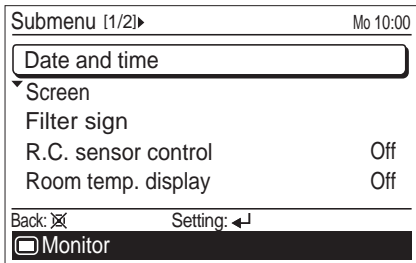 Submenu [1/2] Mo 10:00
Date and time
Screen
Filter sign
R.C. sensor control Off
Room temp. display Off
Back: Setting:
Monitor